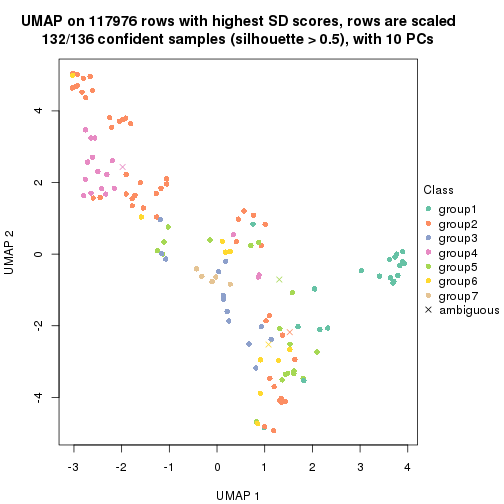 UMAP on 117976 rows with highest SD scores, rows are scaled
132/136 confident samples (silhouette > 0.5), with 10 PCs
Class
group1
group2
group3
group4
group5
group6
group7
ambiguous
UMAP 2
4
2
0
-2
-4
-3 -2 -1 0 1 2 3 4
UMAP 1